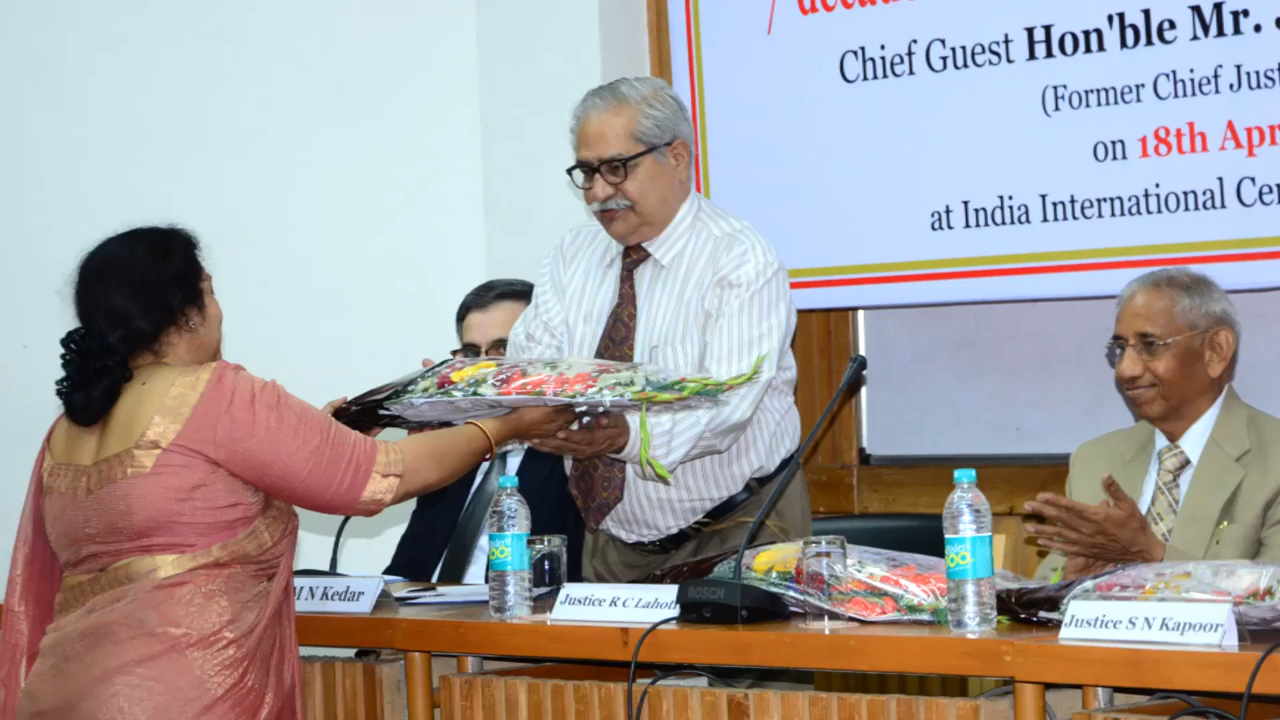 Chief Guest Hon'ble Mr.
(Former Chief Just
on 18th Apr
at India International Cen
M N Kedar
Justice R C Lahoti
BOSCH
Justice S N Kapoor